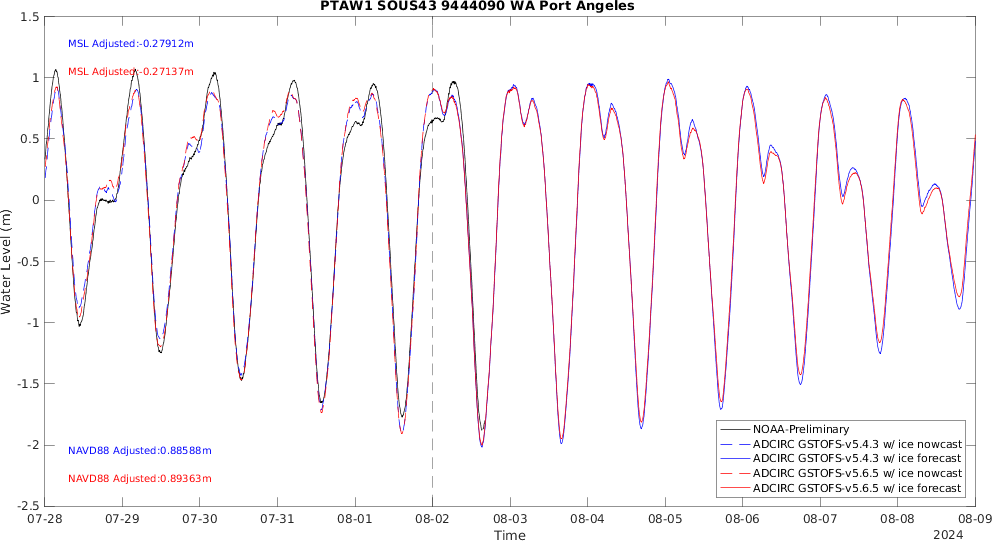 PTAW1 SOUS43 9444090 WA Port Angeles
MSL Adjusted:-0.27912m
MSL Adjusted:-0.27137m
NAVD88 Adjusted:0.88588m
NAVD88 Adjusted:0.89363m
Water Level (m)
1.5
1
0.5
0
-0.5
-1
-1.5
-2
-2.5
NOAA-Preliminary
ADCIRC GSTOFS-v5.4.3 w/ ice nowcast
ADCIRC GSTOFS-v5.4.3 w/ ice forecast
ADCIRC GSTOFS-v5.6.5 w/ ice nowcast
ADCIRC GSTOFS-v5.6.5 w/ ice forecast
07-28 07-29 07-30 07-31 08-01 08-02 08-03 08-04 08-05 08-06 08-07 08-08 08-09
Time
2024